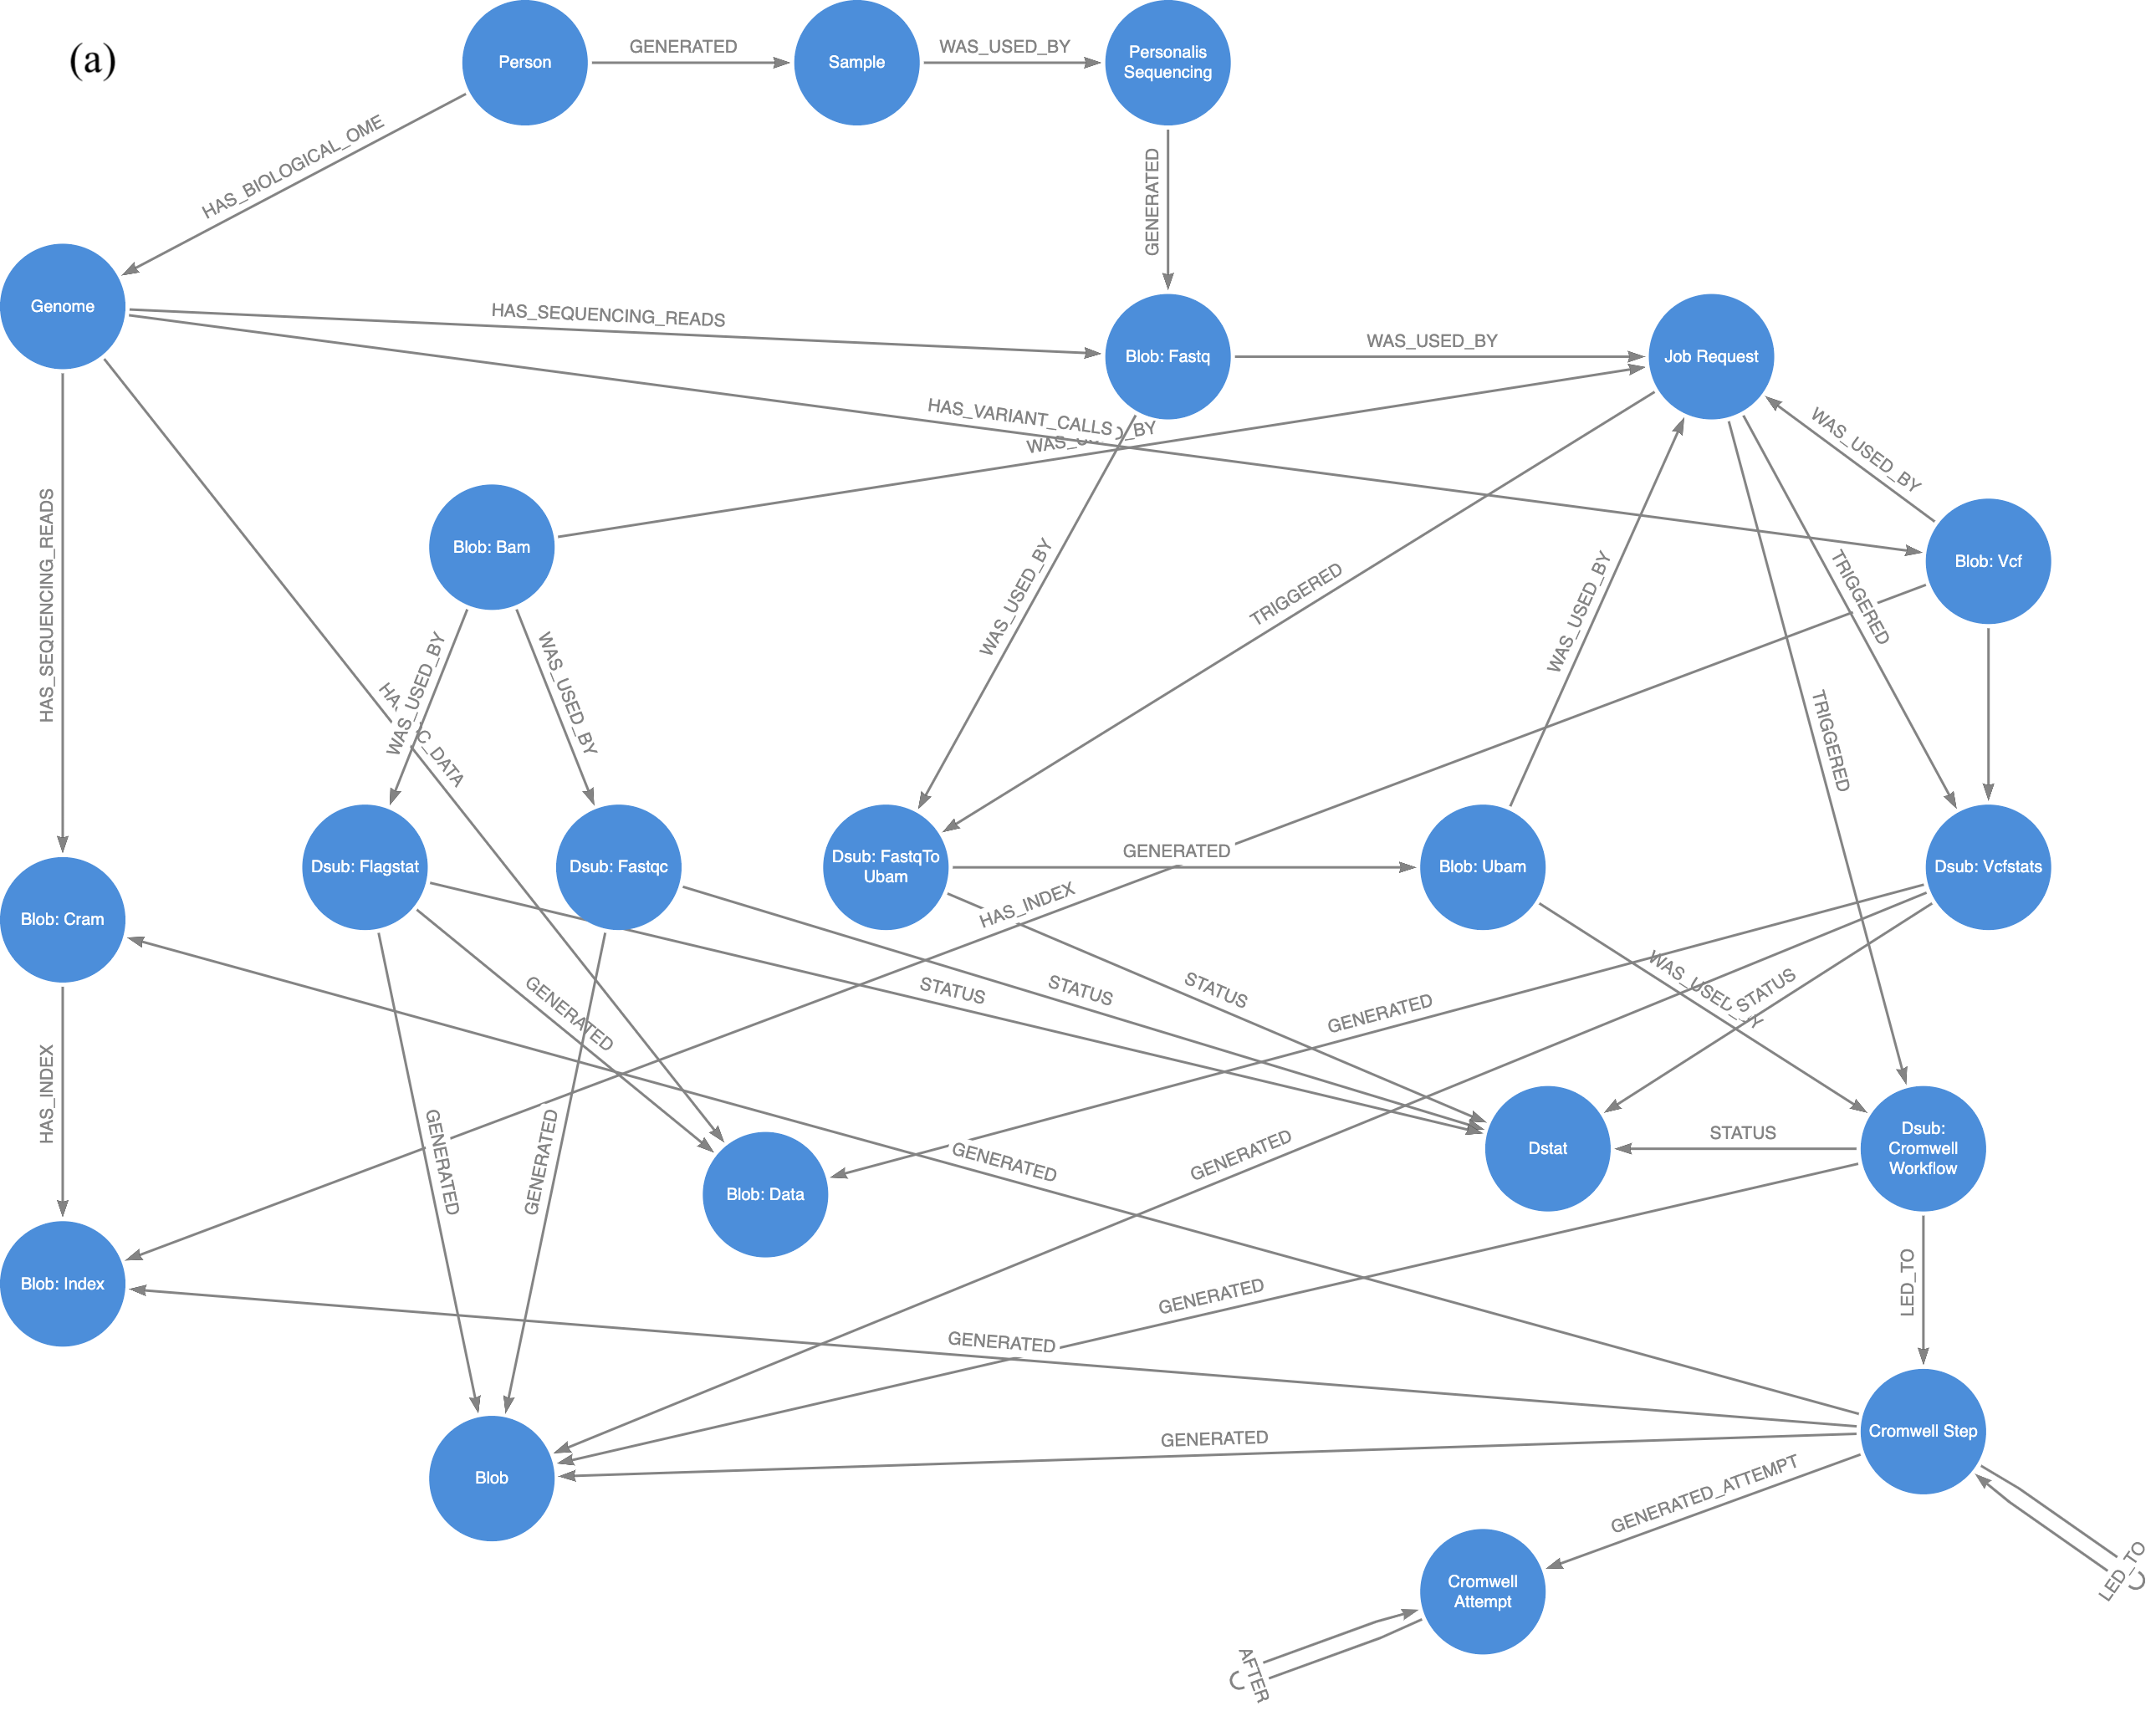 (a)
Person
GENERATED
Sample
WAS_USED_BY
Personalis
Sequencing
HAS_BIOLOGICAL_OME
GENERATED
Genome
HAS_SEQUENCING_READS
Blob: Fastq
WAS_USED_BY
Job Request
HAS_VARIANT_CALLS
WAS_USED_BY
WAS_USED_BY
Blob: Bam
Blob: Vcf
HAS_SEQUENCING_READS
WAS_USED_BY
WAS_USED_BY
WAS_USED_BY
TRIGGERED
WAS_USED_BY
TRIGGERED
TRIGGERED
C_DATA
Dsub: Flagstat
Dsub: Fastqc
Dsub: FastqTo
Ubam
GENERATED
Blob: Ubam
Dsub: Vcfstats
Blob: Cram
HAS_INDEX
GENERATED
STATUS
STATUS
STATUS
GENERATED
WAS_USED_BY
STATUS
HAS_INDEX
GENERATED
GENERATED
GENERATED
GENERATED
Blob: Data
Dstat
STATUS
Dsub:
Cromwell
Workflow
Blob: Index
GENERATED
GENERATED
LED_TO
GENERATED
Cromwell Step
Blob
GENERATED_ATTEMPT
Cromwell
Attempt
LED_TO
AFTER